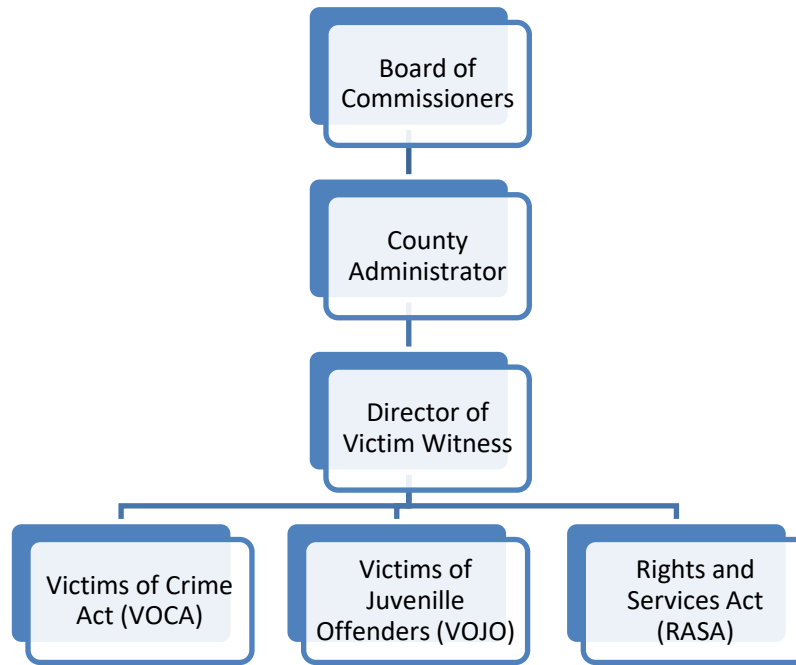 Board of
Commissioners
County
Administrator
Director of
Victim Witness
Victims of Crime
Act (VOCA)
Victims of
Juvenille
Offenders (VOJO)
Rights and
Services Act
(RASA)